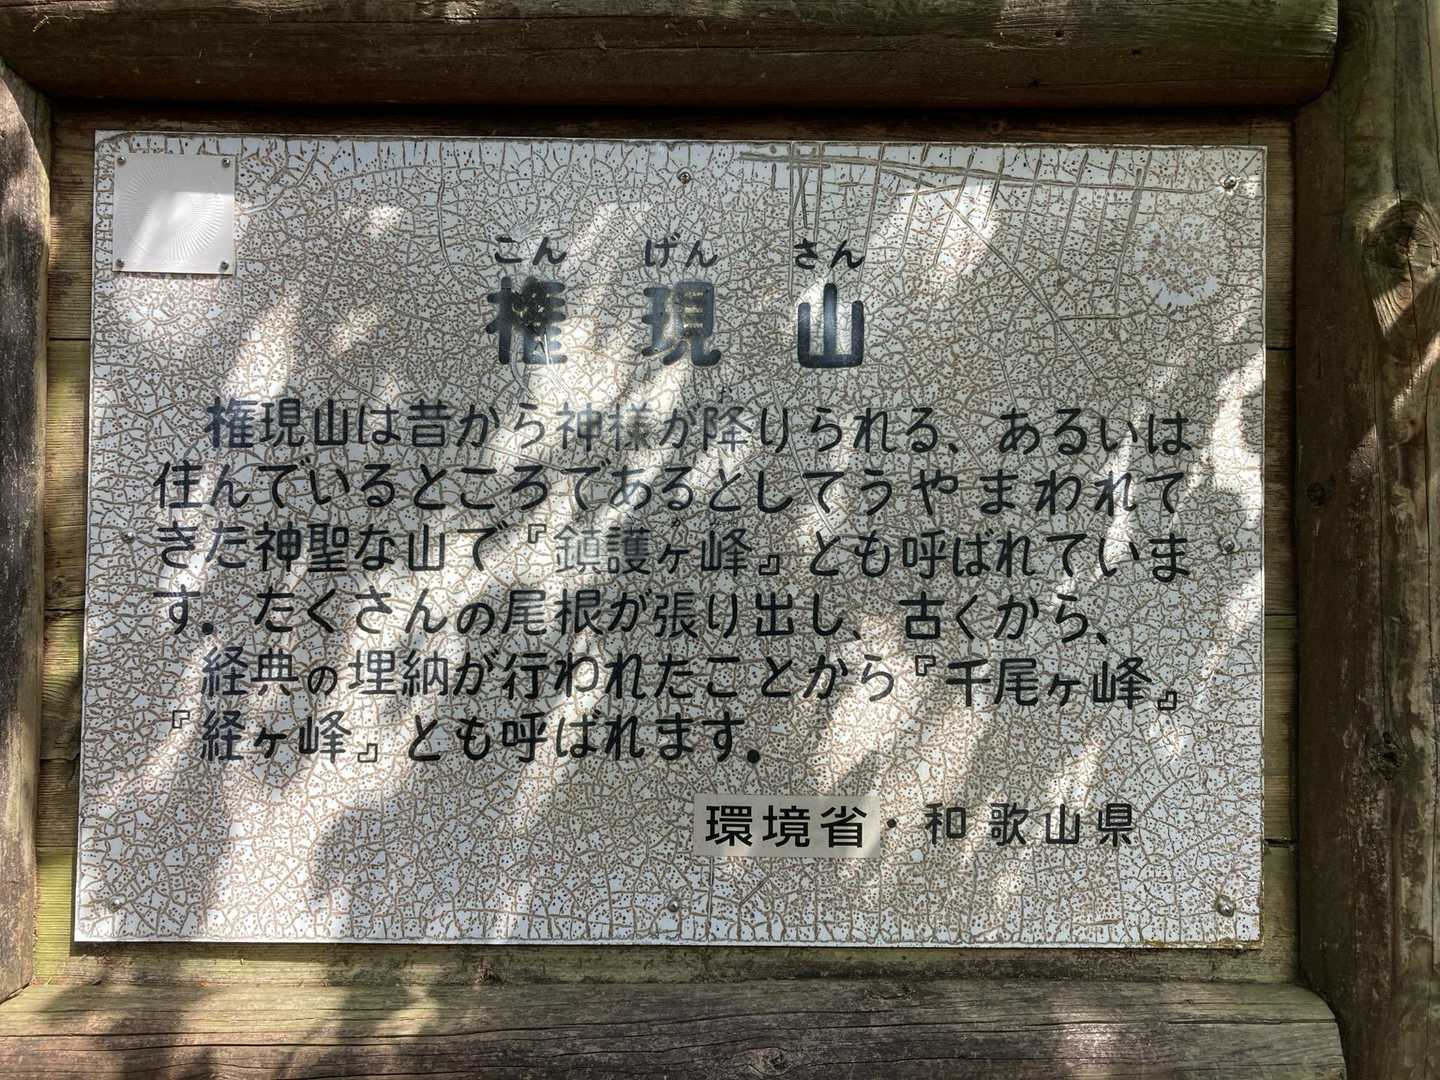 こん げん さん
権現山
権現山は昔から神様が降りられる、あるいは
住んでいるところであるとしてうやまわれて
きた神聖な山で『鎮護ヶ峰』とも呼ばれていま
す。たくさんの尾根が張り出し、古くから、
経典の埋納が行われたことから『千尾ヶ峰』
『経ヶ峰』とも呼ばれます。
環境省・和歌山県